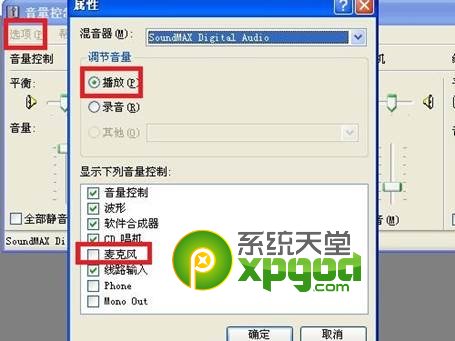 属性
音量控制
选项(P)
混音器(M):
SoundMAX Digital Audio
调节音量
播放(P)
录音(R)
其他(O)
音量控制
平衡:
音量:
显示下列音量控制:
音量控制
波形
软件合成器
CD 唱机
麦克风
线路输入
Phone
Mono Out
全部静音
(M)
SoundMAX Di
系统天堂
xpgod
.com
确定
取消